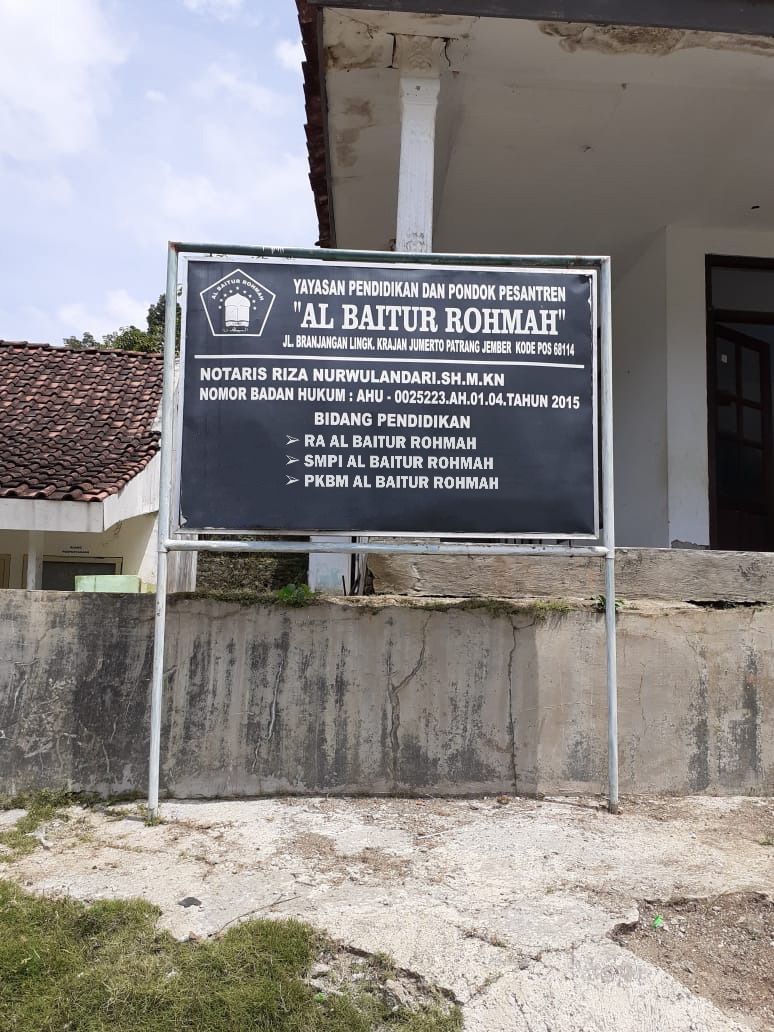 AL BAITUR ROHMAH
YAYASAN PENDIDIKAN DAN PONDOK PESANTREN
"AL BAITUR ROHMAH"
JL. BRANJANGAN LINGK. KRAJAN JUMERTO PATRANG JEMBER KODE POS 68114
NOTARIS RIZA NURWULANDARI.SH.M.KN
NOMOR BADAN HUKUM : AHU - 0025223.AH.01.04.TAHUN 2015
BIDANG PENDIDIKAN
➢ RA AL BAITUR ROHMAH
➢ SMPI AL BAITUR ROHMAH
➢ PKBM AL BAITUR ROHMAH